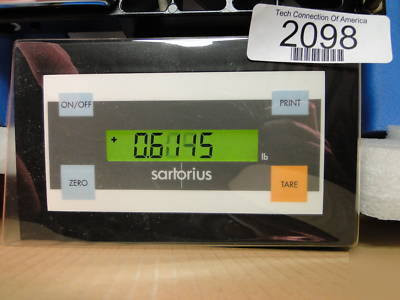 Tech Connection Of America
2098
ON/OFF
PRINT
+ 0.6145
lb
sartorius
ZERO
TARE